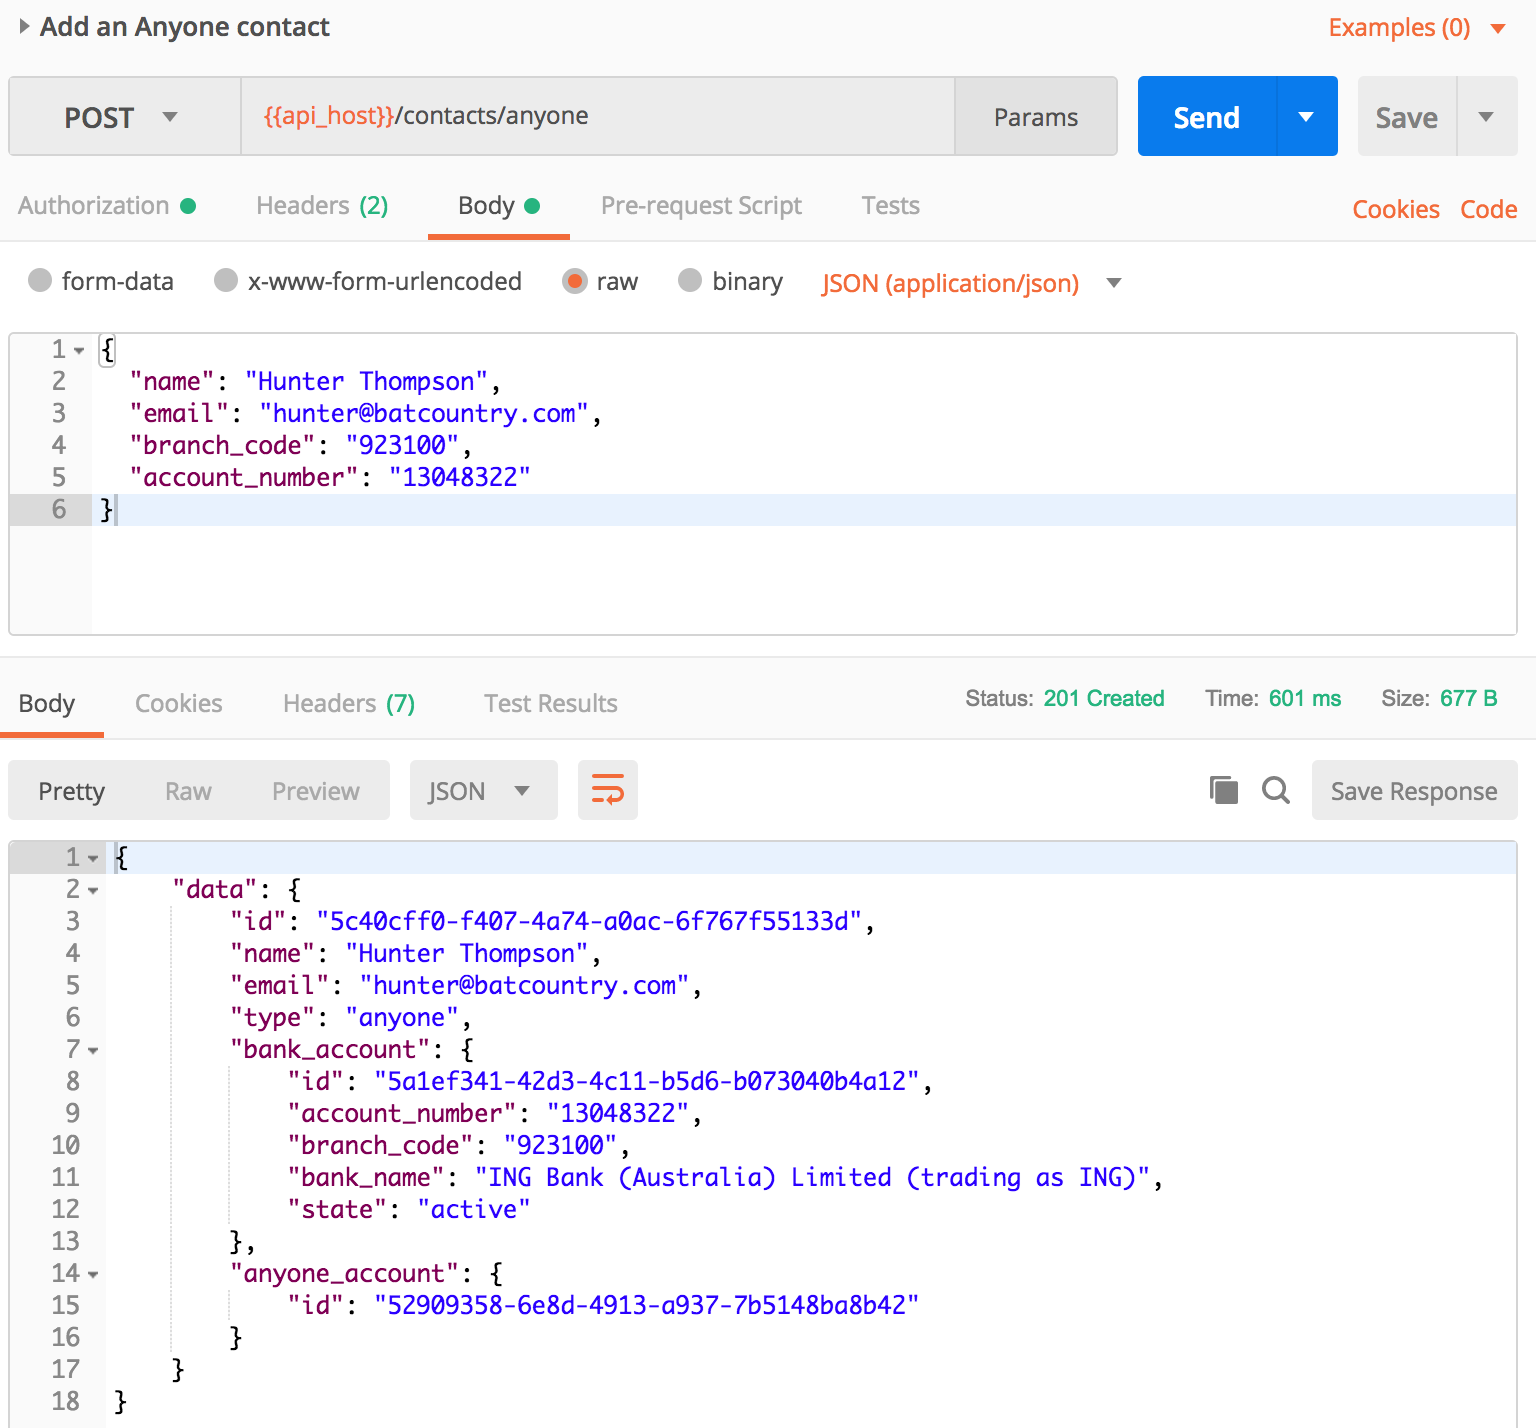 Add an Anyone contact
Examples (0)
POST {{api_host}}/contacts/anyone Params Send Save
Authorization Headers (2) Body Pre-request Script Tests Cookies Code
form-data x-www-form-urlencoded raw binary JSON (application/json)
1 {
2 "name": "Hunter Thompson",
3 "email": "hunter@batcountry.com",
4 "branch_code": "923100",
5 "account_number": "13048322"
6 }
Body Cookies Headers (7) Test Results Status: 201 Created Time: 601 ms Size: 677 B
Pretty Raw Preview JSON Save Response
1 {
2 "data": {
3 "id": "5c40cff0-f407-4a74-a0ac-6f767f55133d",
4 "name": "Hunter Thompson",
5 "email": "hunter@batcountry.com",
6 "type": "anyone",
7 "bank_account": {
8 "id": "5a1ef341-42d3-4c11-b5d6-b073040b4a12",
9 "account_number": "13048322",
10 "branch_code": "923100",
11 "bank_name": "ING Bank (Australia) Limited (trading as ING)",
12 "state": "active"
13 },
14 "anyone_account": {
15 "id": "52909358-6e8d-4913-a937-7b5148ba8b42"
16 }
17 }
18 }